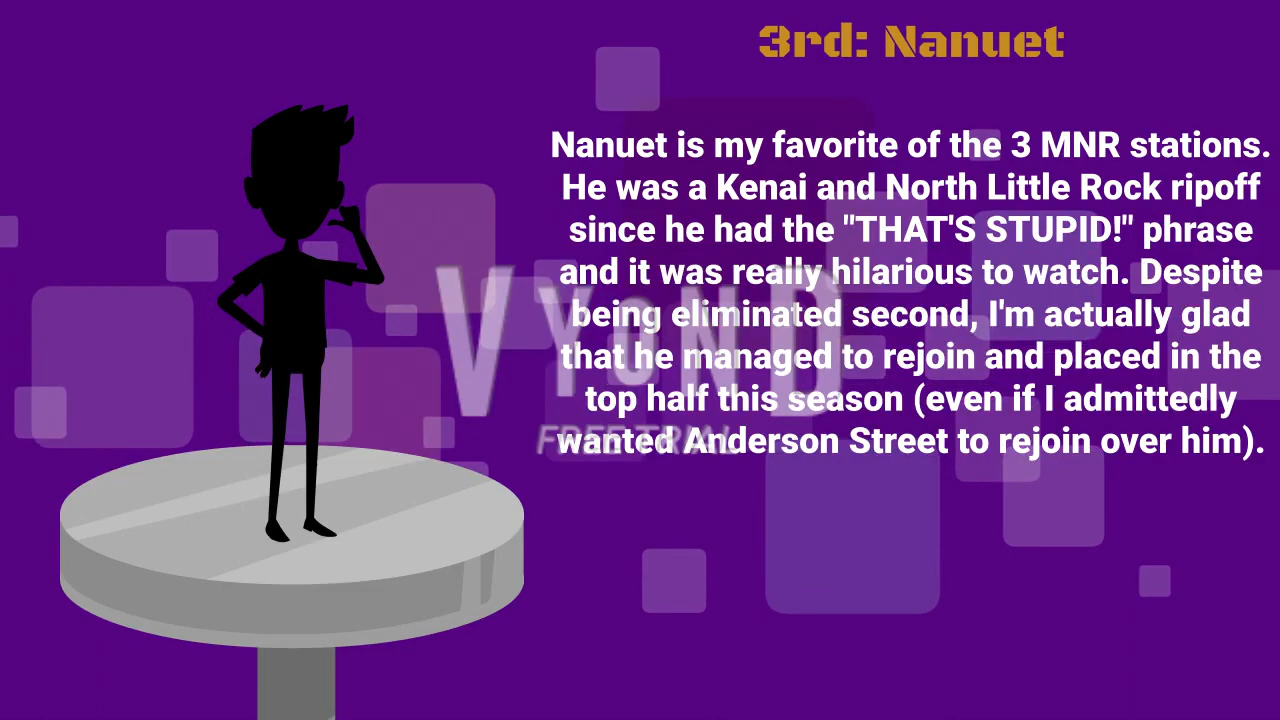 3rd: Nanuet
Nanuet is my favorite of the 3 MNR stations.
He was a Kenai and North Little Rock ripoff
since he had the "THAT'S STUPID!" phrase
and it was really hilarious to watch. Despite
being eliminated second, I'm actually glad
that he managed to rejoin and placed in the
top half this season (even if I admittedly
wanted Anderson Street to rejoin over him).
VYOND
FREE TRIAL